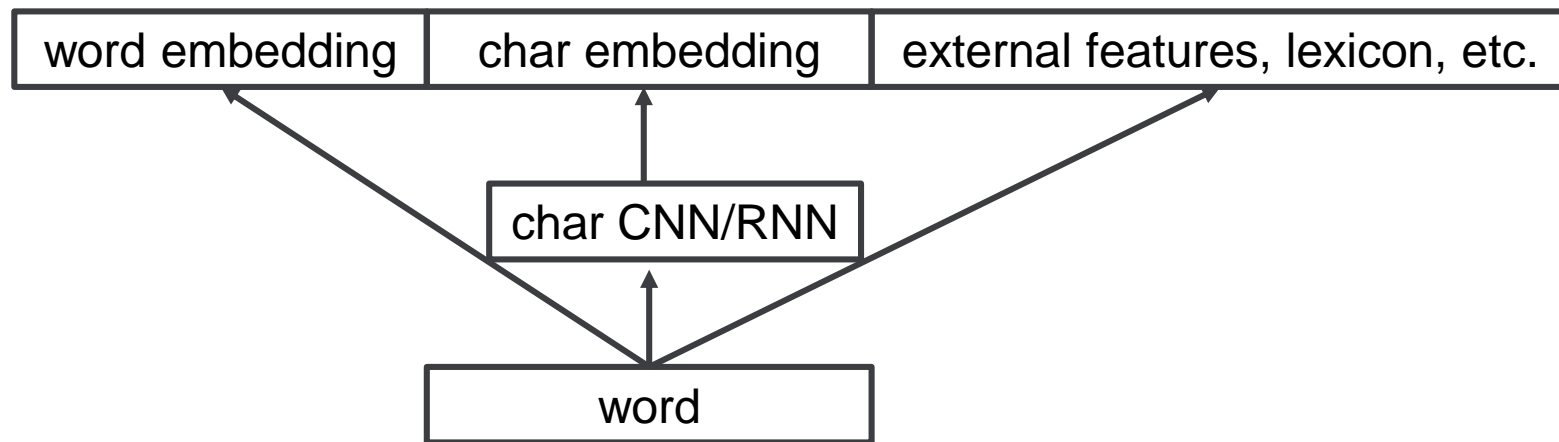 word embedding
char embedding
external features, lexicon, etc.
char CNN/RNN
word